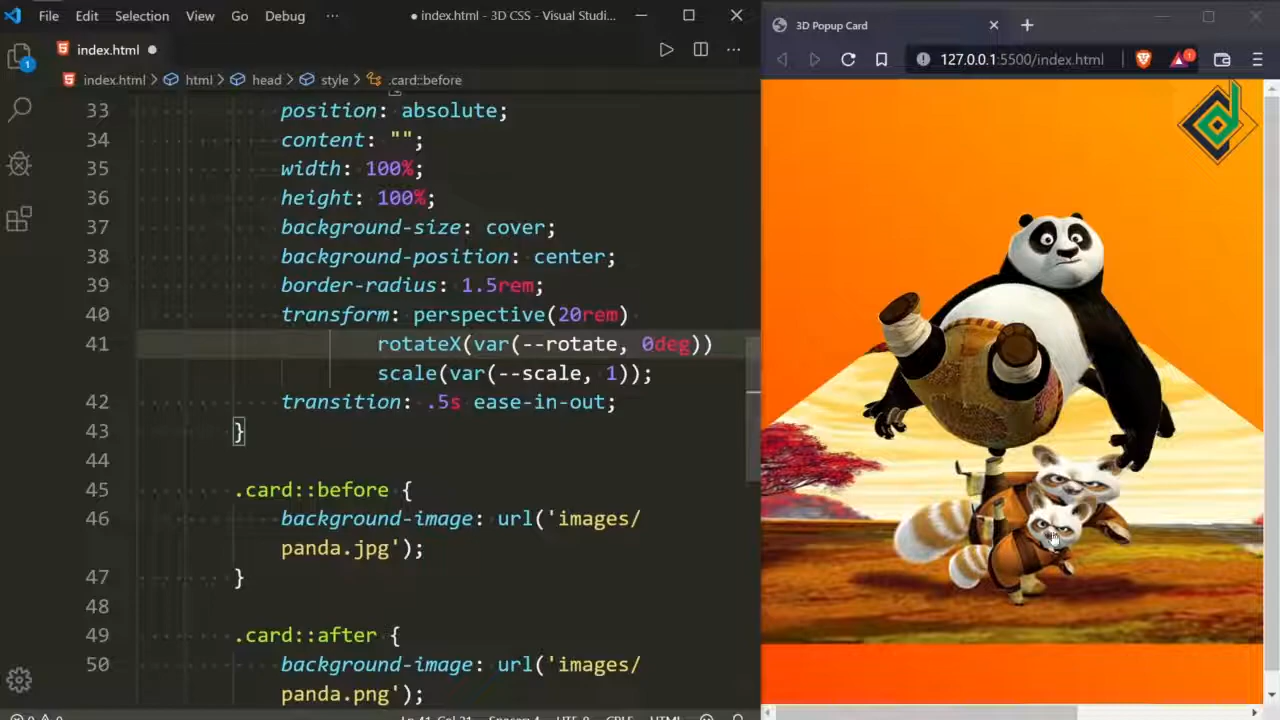 File Edit Selection View Go Debug ··· ● index.html - 3D CSS - Visual Studi...
index.html ●
index.html > html > head > style > .card::before
33 position: absolute;
34 content: "";
35 width: 100%;
36 height: 100%;
37 background-size: cover;
38 background-position: center;
39 border-radius: 1.5rem;
40 transform: perspective(20rem)
41 rotateX(var(--rotate, 0deg))
scale(var(--scale, 1));
42 transition: .5s ease-in-out;
43 }
44
45 .card::before {
46 background-image: url('images/
panda.jpg');
47 }
48
49 .card::after {
50 background-image: url('images/
panda.png');
1
3D Popup Card
127.0.0.1:5500/index.html
1